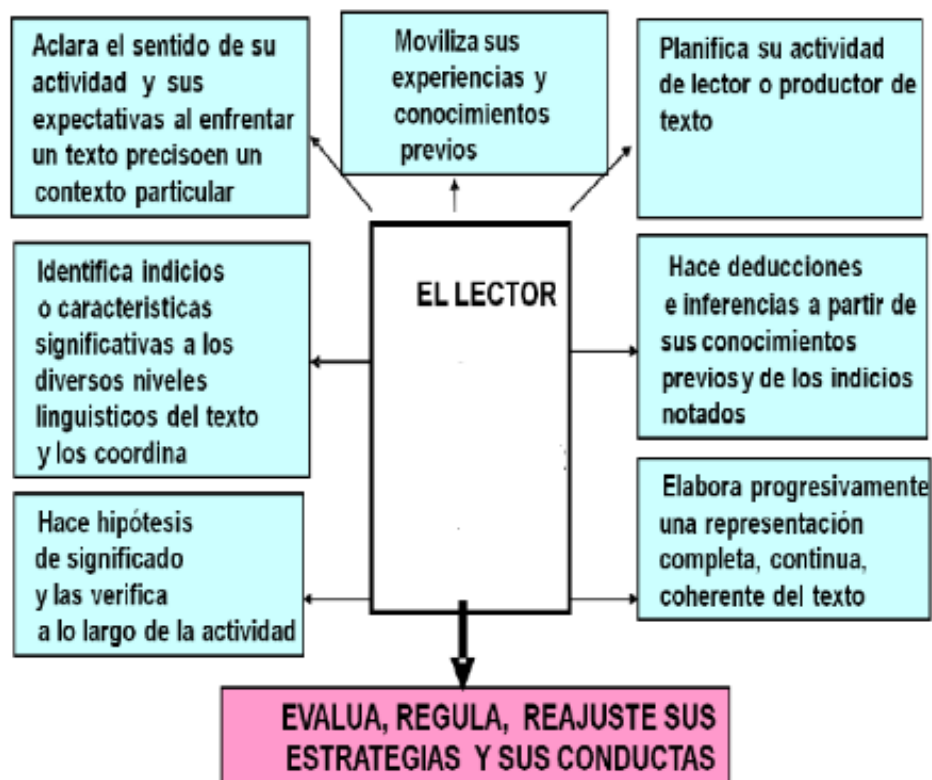 Aclara el sentido de su
actividad y sus
expectativas al enfrentar
un texto precisoen un
contexto particular
Moviliza sus
experiencias y
conocimientos
previos
Planifica su actividad
de lector o productor de
texto
EL LECTOR
Identifica indicios
o características
significativas a los
diversos niveles
linguisticos del texto
y los coordina
Hace deducciones
e inferencias a partir de
sus conocimientos
previos y de los indicios
notados
Hace hipótesis
de significado
y las verifica
a lo largo de la actividad
Elabora progresivamente
una representación
completa, continua,
coherente del texto
EVALUA, REGULA, REAJUSTE SUS
ESTRATEGIAS Y SUS CONDUCTAS